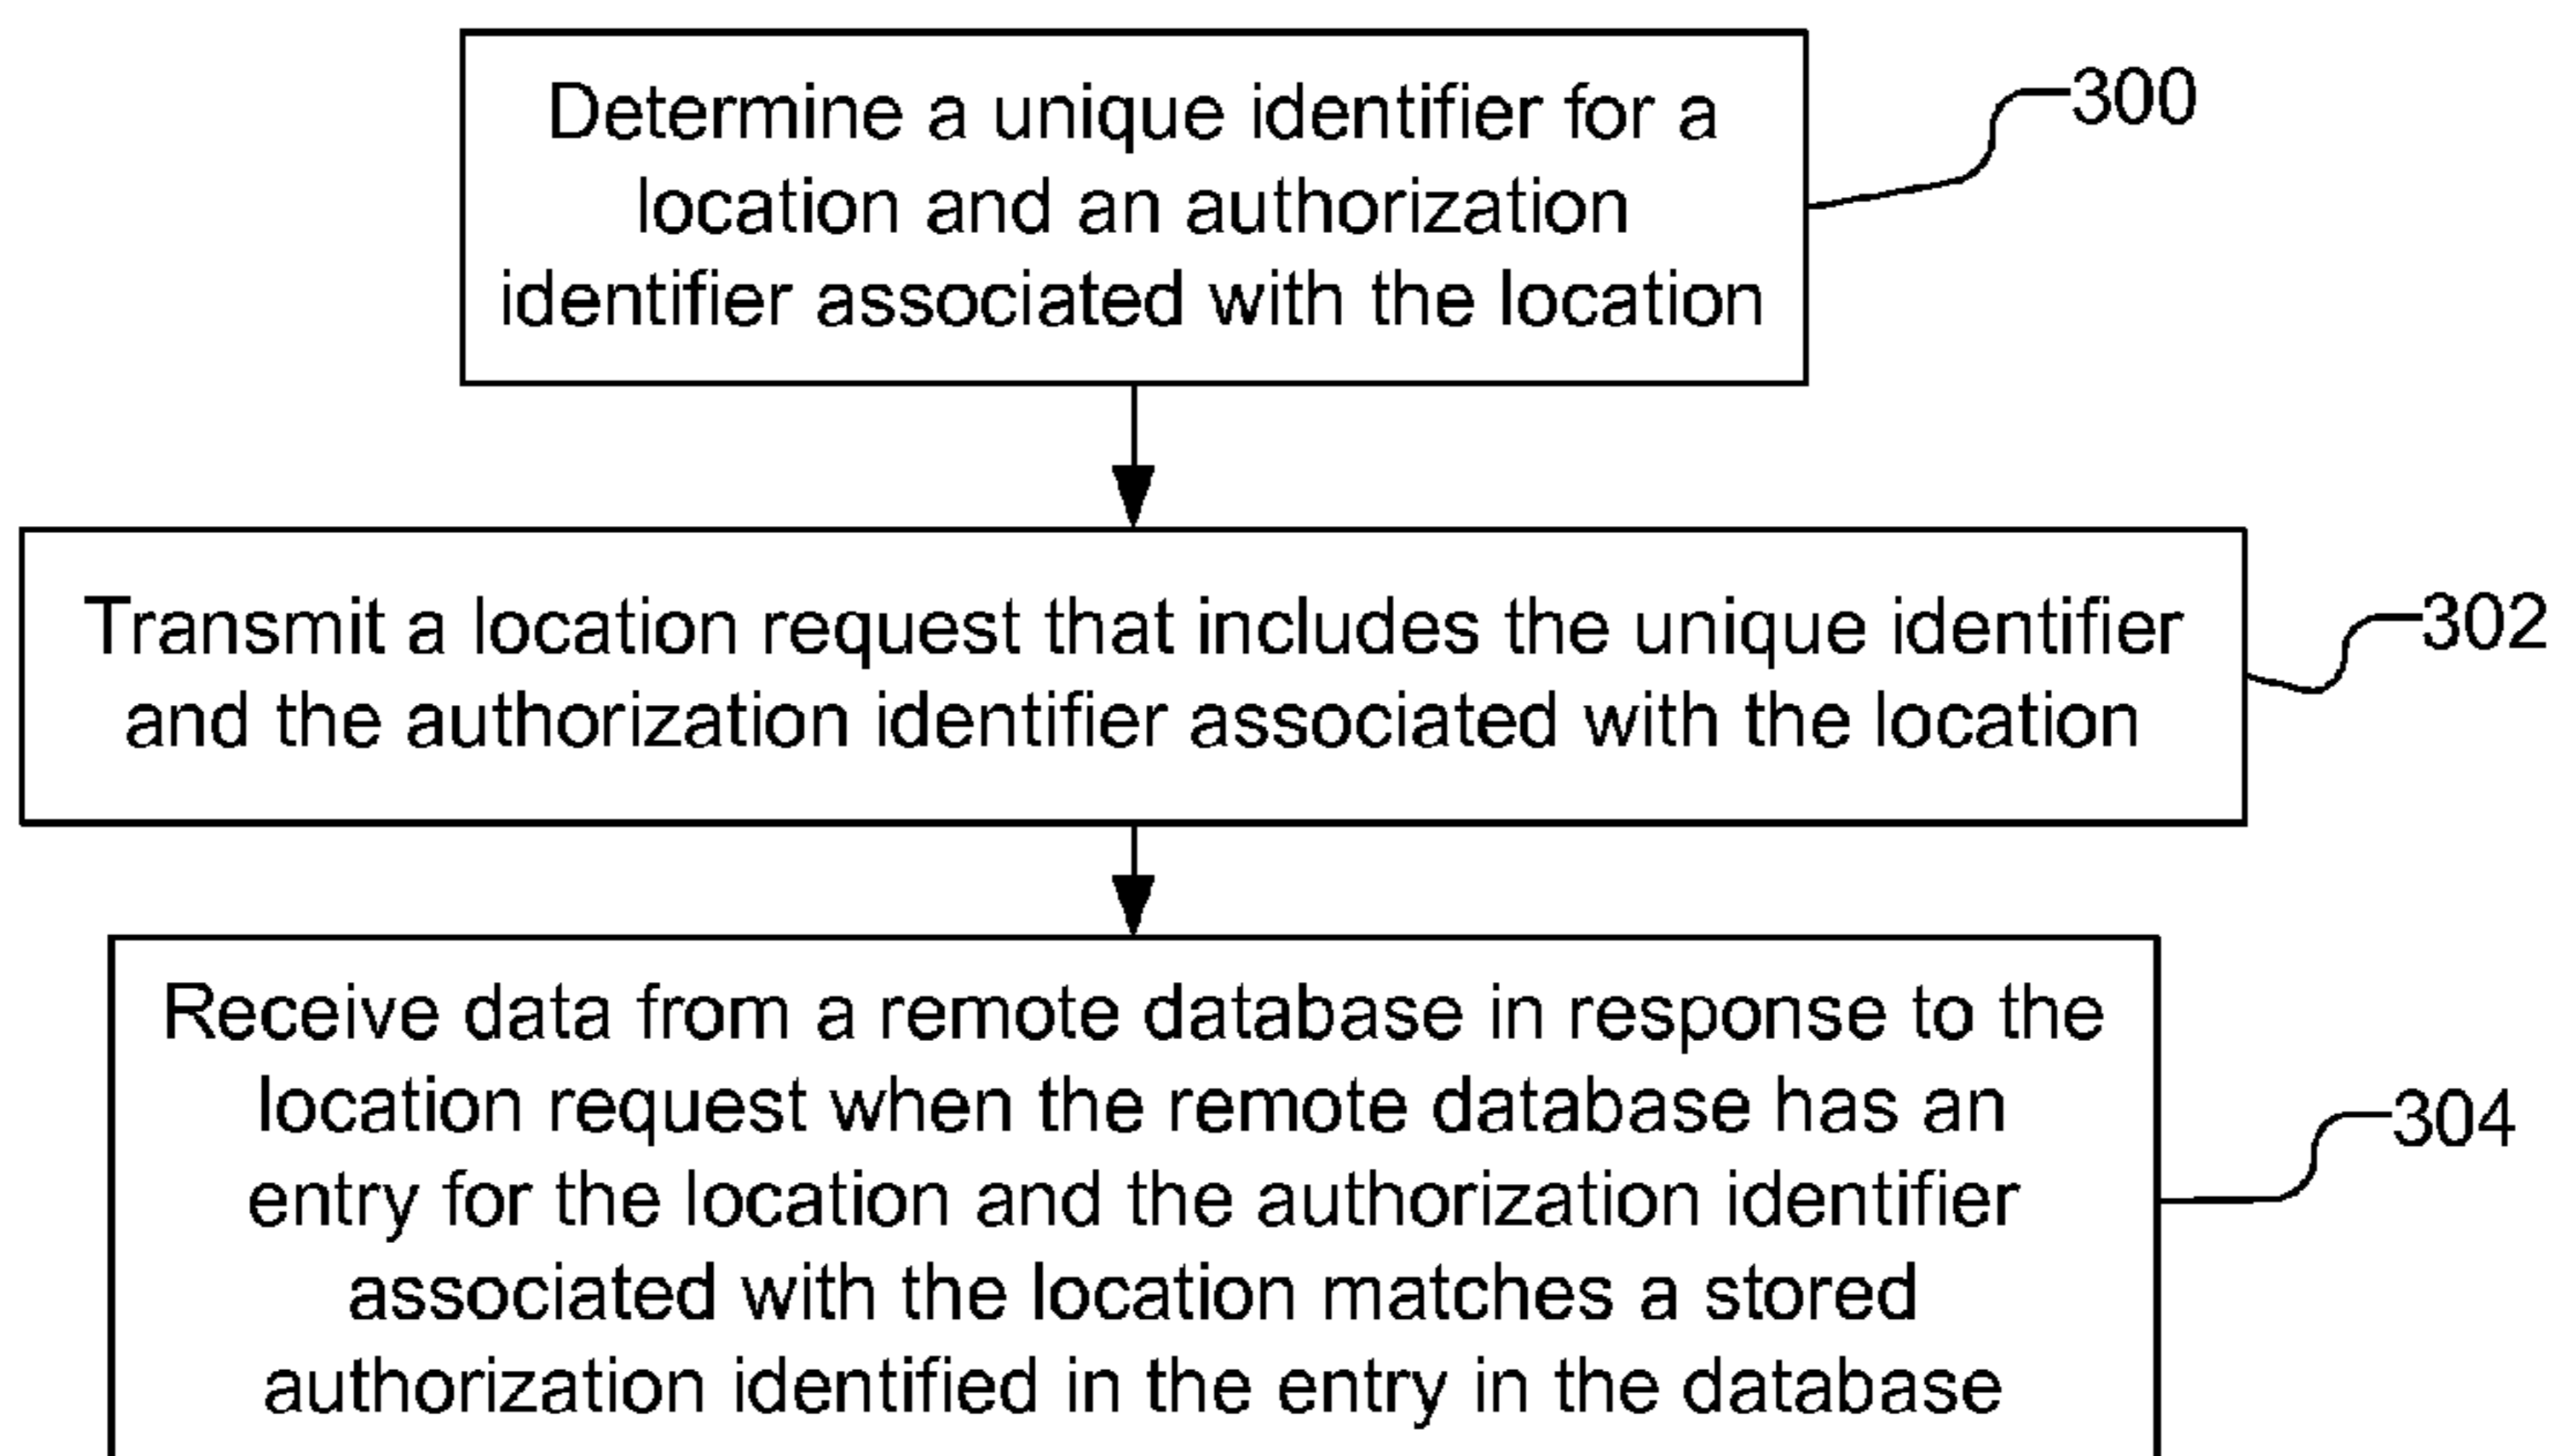 Determine a unique identifier for a
location and an authorization
identifier associated with the location
300
Transmit a location request that includes the unique identifier
and the authorization identifier associated with the location
302
Receive data from a remote database in response to the
location request when the remote database has an
entry for the location and the authorization identifier
associated with the location matches a stored
authorization identified in the entry in the database
304